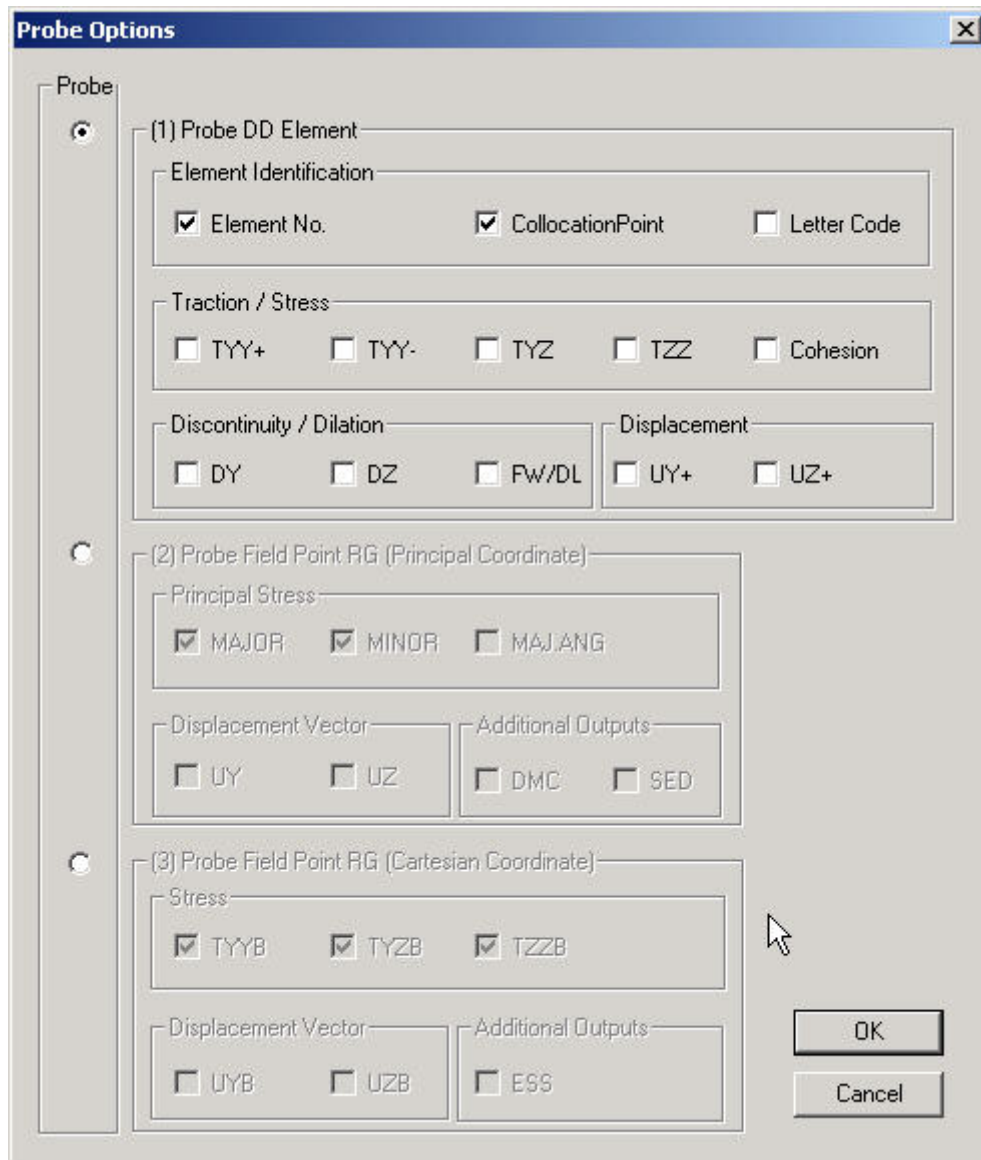 Probe Options
Probe
(1) Probe DD Element
Element Identification
Element No. CollocationPoint Letter Code
Traction / Stress
TYY+ TYY- TYZ TZZ Cohesion
Discontinuity / Dilation Displacement
DY DZ FW/DL UY+ UZ+
(2) Probe Field Point RG (Principal Coordinate)
Principal Stress
MAJOR MINOR MAJ.ANG
Displacement Vector Additional Outputs
UY UZ DMC SED
(3) Probe Field Point RG (Cartesian Coordinate)
Stress
TYYB TYZB TZZB
Displacement Vector Additional Outputs
UYB UZB ESS
OK
Cancel